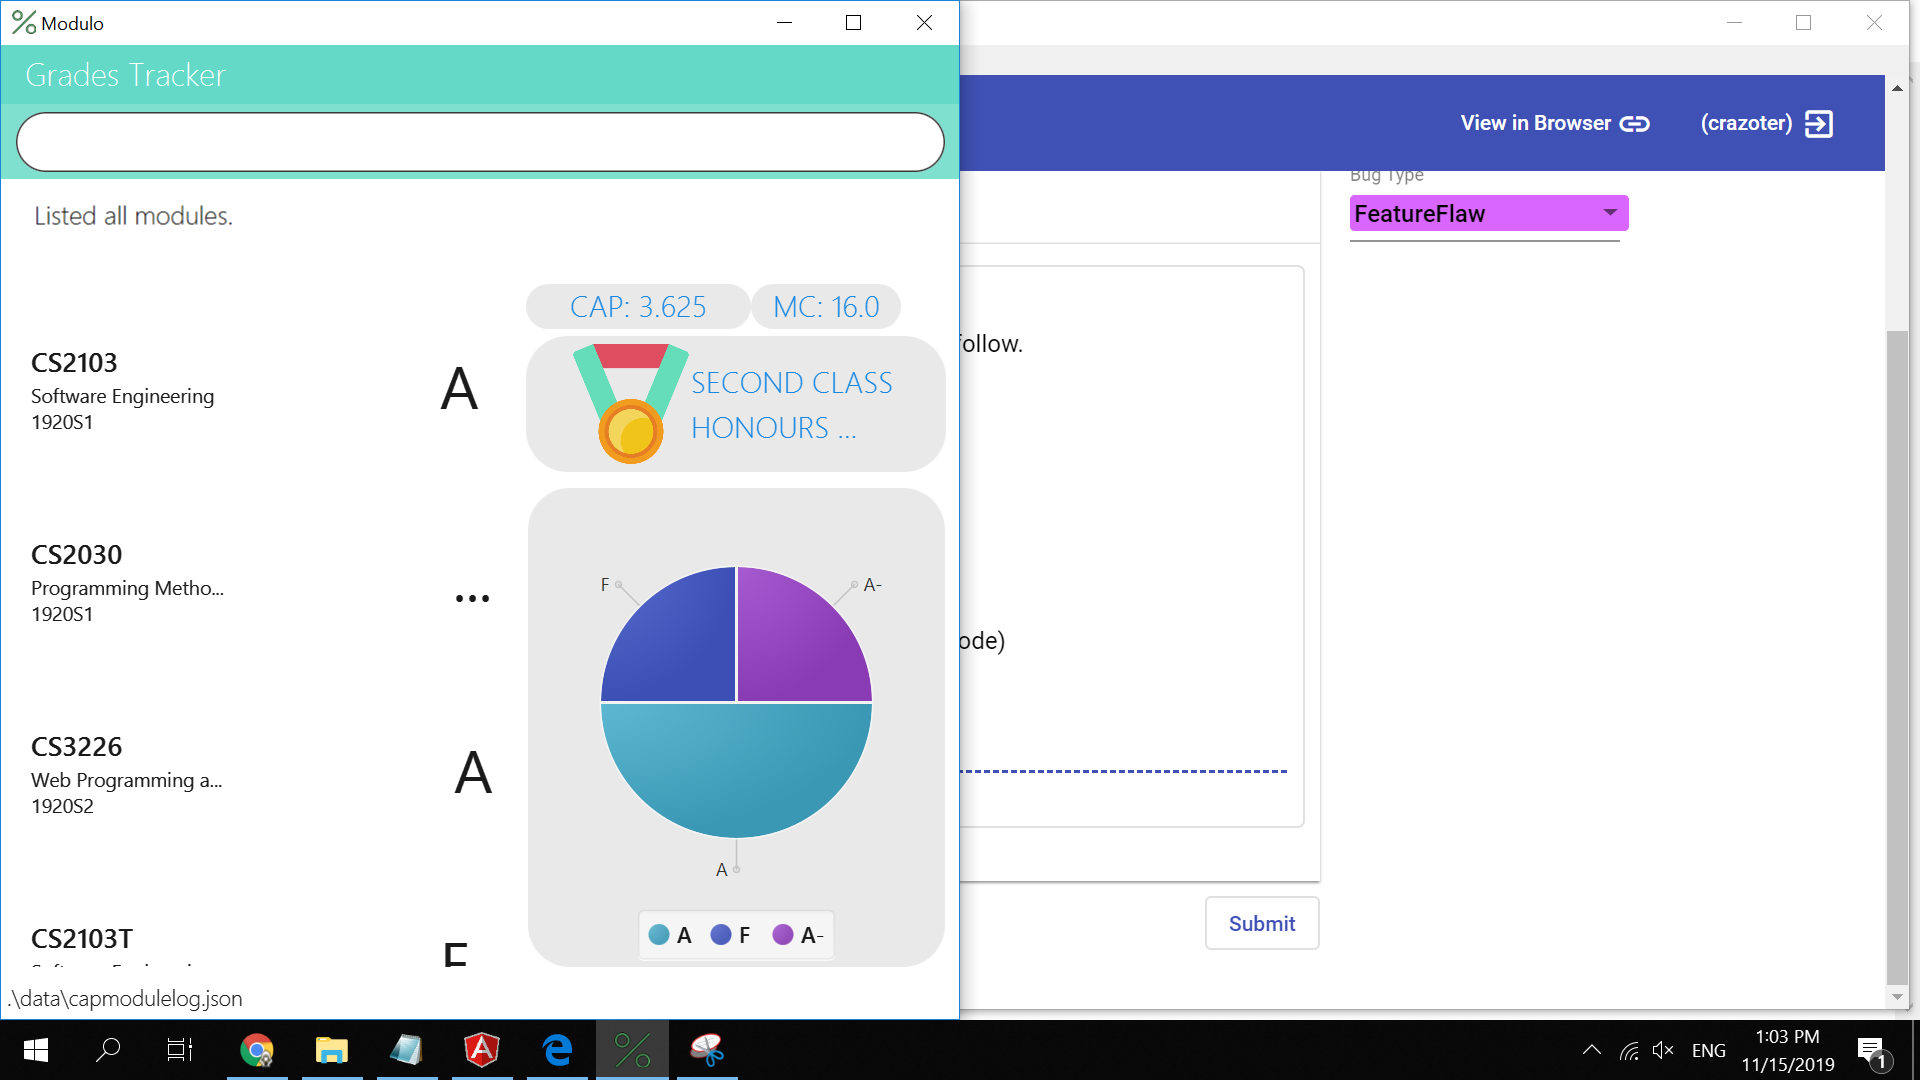 Modulo
Grades Tracker
Listed all modules.
CAP: 3.625
MC: 16.0
SECOND CLASS
HONOURS ...
CS2103
Software Engineering
1920S1
A
CS2030
Programming Metho...
1920S1
...
CS3226
Web Programming a...
1920S2
A
CS2103T
F
A-
A
A F A-
.\data\capmodulelog.json
View in Browser
(crazoter)
Bug Type
FeatureFlaw
follow.
ode)
Submit
ENG
1:03 PM
11/15/2019
1